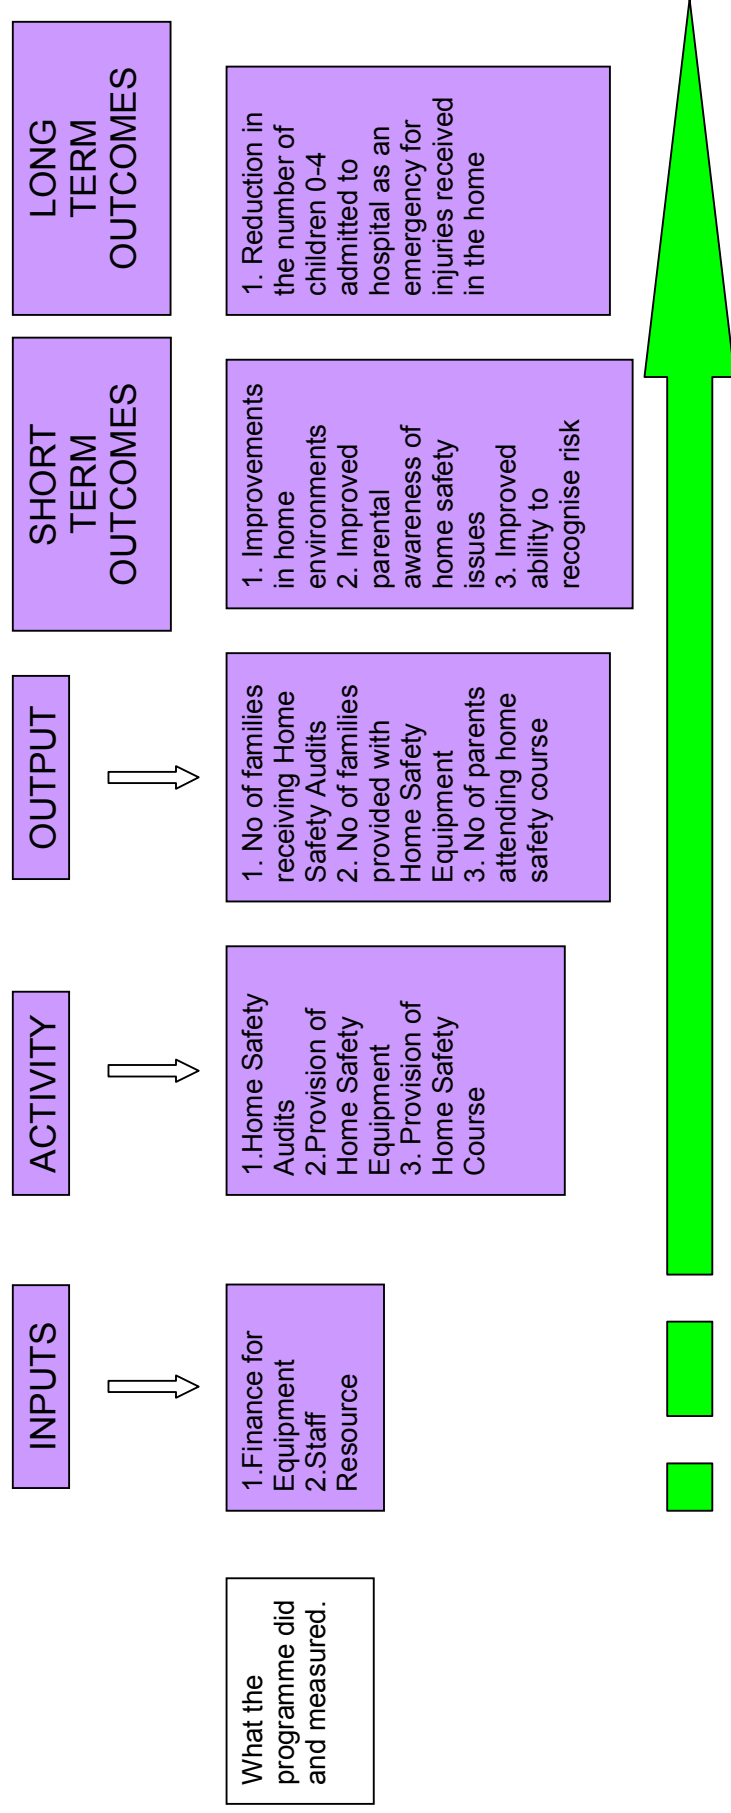 INPUTS
ACTIVITY
OUTPUT
SHORT
TERM
OUTCOMES
LONG
TERM
OUTCOMES
What the
programme did
and measured.
1.Finance for
Equipment
2.Staff
Resource
1.Home Safety
Audits
2.Provision of
Home Safety
Equipment
3. Provision of
Home Safety
Course
1. No of families
receiving Home
Safety Audits
2. No of families
provided with
Home Safety
Equipment
3. No of parents
attending home
safety course
1. Improvements
in home
environments
2. Improved
parental
awareness of
home safety
issues
3. Improved
ability to
recognise risk
1. Reduction in
the number of
children 0-4
admitted to
hospital as an
emergency for
injuries received
in the home